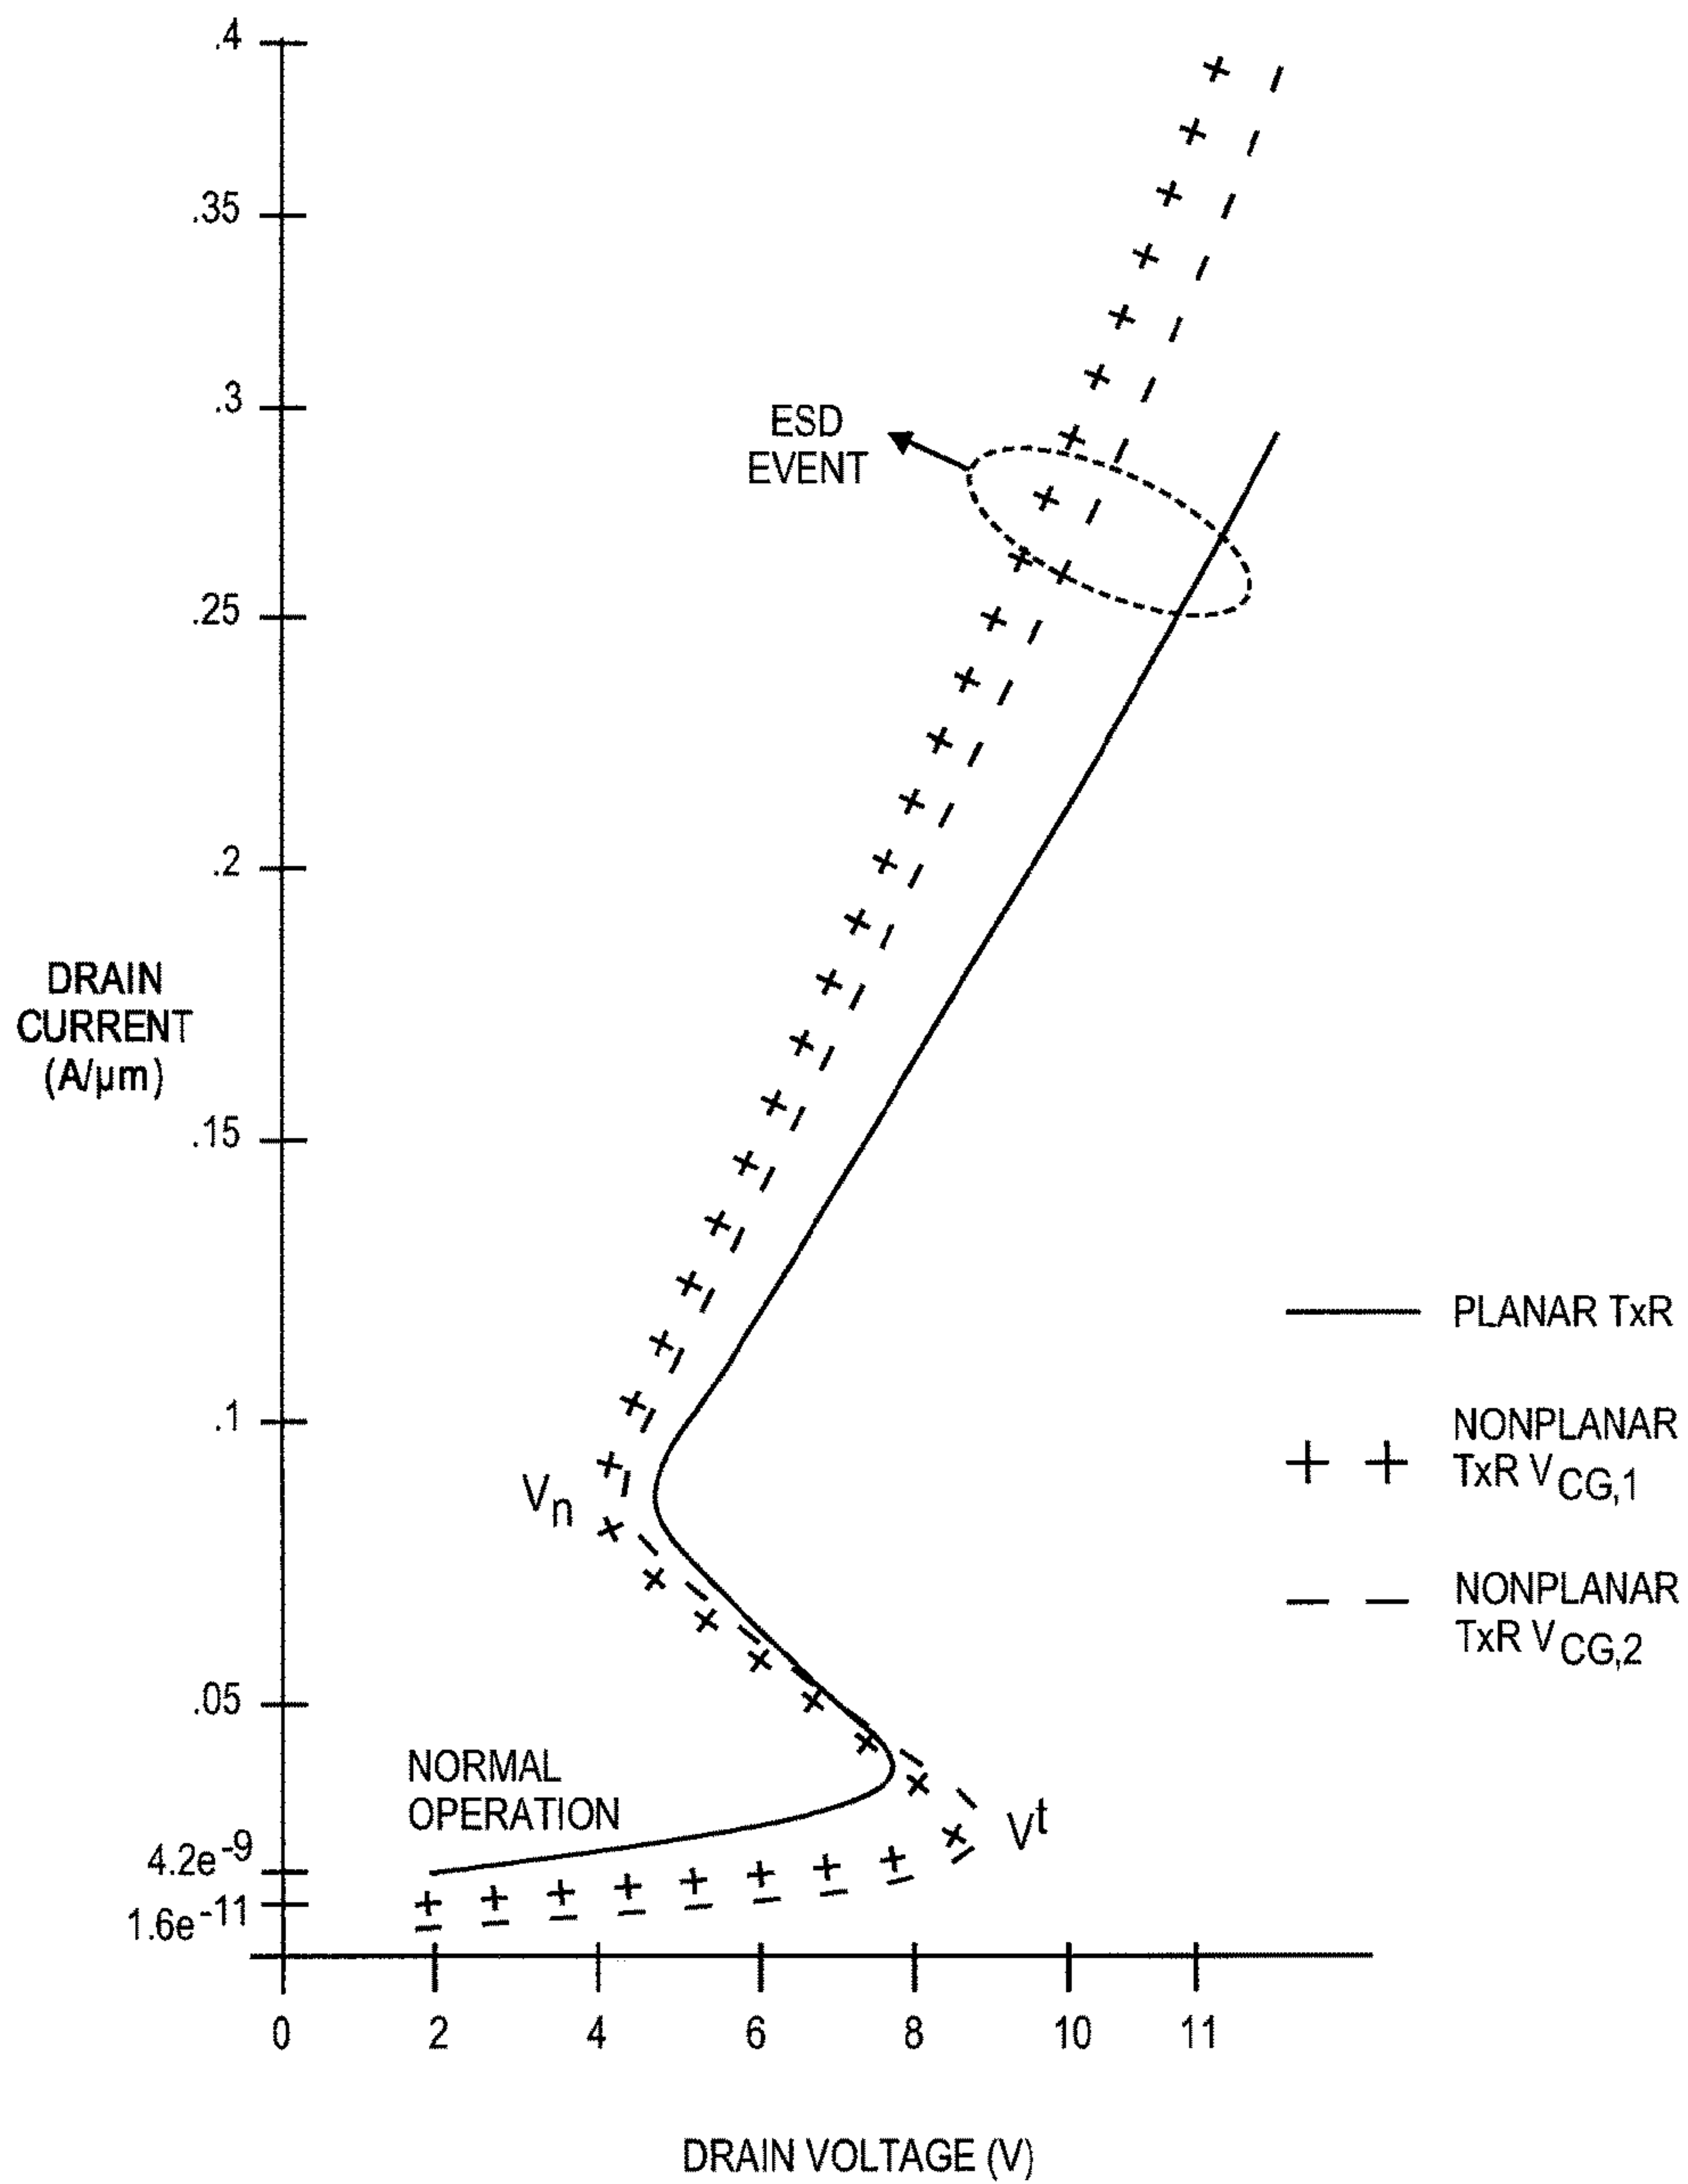 .4
.35
.3
ESD
EVENT
.25
.2
DRAIN
CURRENT
(A/µm)
.15
PLANAR TxR
.1
NONPLANAR
TxR VCG,1
Vn
NONPLANAR
TxR VCG,2
.05
NORMAL
OPERATION
Vt
4.2e-9
1.6e-11
0 2 4 6 8 10 11
DRAIN VOLTAGE (V)